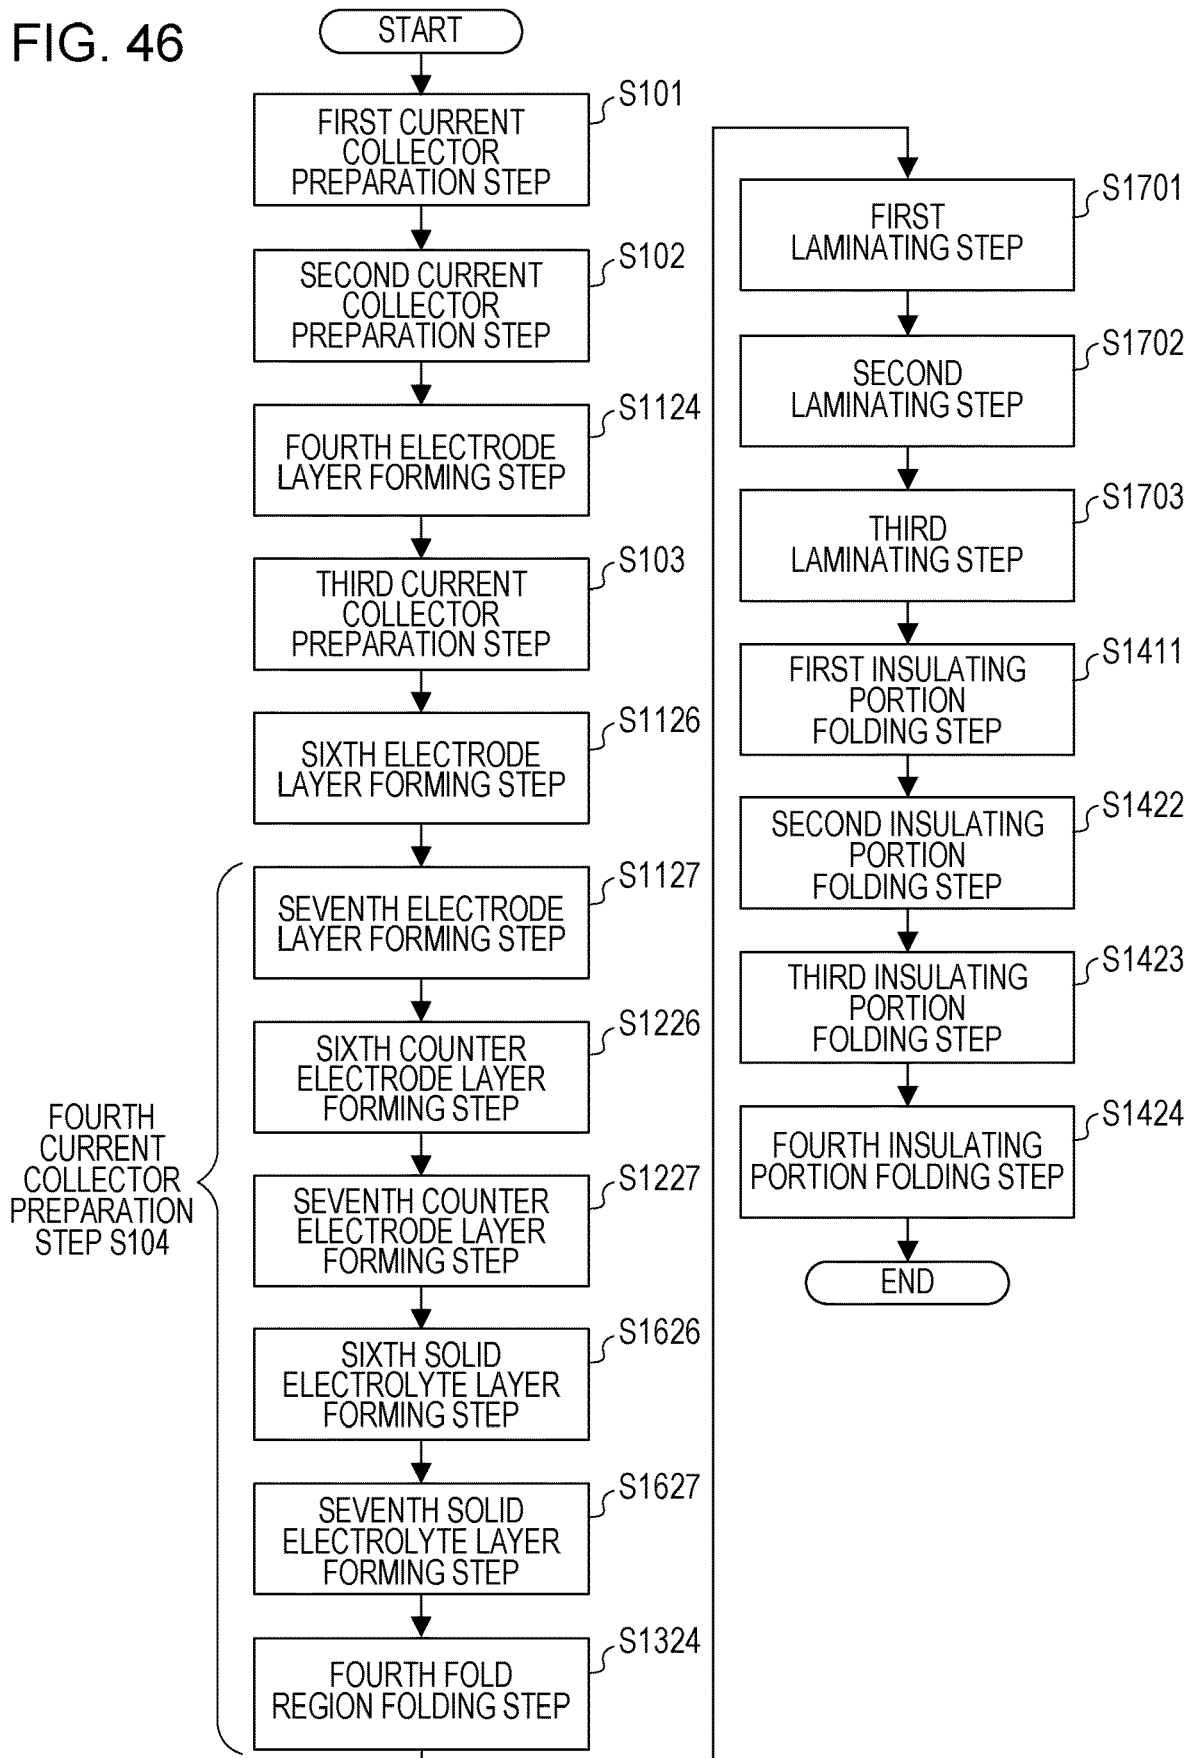 FIG. 46
START
S101
FIRST CURRENT
COLLECTOR
PREPARATION STEP
S102
SECOND CURRENT
COLLECTOR
PREPARATION STEP
S1124
FOURTH ELECTRODE
LAYER FORMING STEP
S103
THIRD CURRENT
COLLECTOR
PREPARATION STEP
S1126
SIXTH ELECTRODE
LAYER FORMING STEP
FOURTH
CURRENT
COLLECTOR
PREPARATION
STEP S104
S1127
SEVENTH ELECTRODE
LAYER FORMING STEP
S1226
SIXTH COUNTER
ELECTRODE LAYER
FORMING STEP
S1227
SEVENTH COUNTER
ELECTRODE LAYER
FORMING STEP
S1626
SIXTH SOLID
ELECTROLYTE LAYER
FORMING STEP
S1627
SEVENTH SOLID
ELECTROLYTE LAYER
FORMING STEP
S1324
FOURTH FOLD
REGION FOLDING STEP
S1701
FIRST
LAMINATING STEP
S1702
SECOND
LAMINATING STEP
S1703
THIRD
LAMINATING STEP
S1411
FIRST INSULATING
PORTION
FOLDING STEP
S1422
SECOND INSULATING
PORTION
FOLDING STEP
S1423
THIRD INSULATING
PORTION
FOLDING STEP
S1424
FOURTH INSULATING
PORTION FOLDING STEP
END